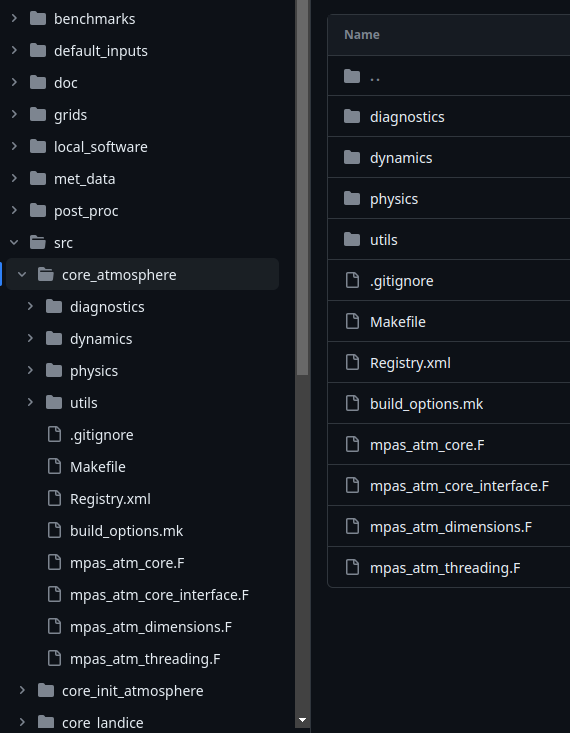 benchmarks
default_inputs
doc
grids
local_software
met_data
post_proc
src
core_atmosphere
diagnostics
dynamics
physics
utils
.gitignore
Makefile
Registry.xml
build_options.mk
mpas_atm_core.F
mpas_atm_core_interface.F
mpas_atm_dimensions.F
mpas_atm_threading.F
core_init_atmosphere
core_landice
Name
..
diagnostics
dynamics
physics
utils
.gitignore
Makefile
Registry.xml
build_options.mk
mpas_atm_core.F
mpas_atm_core_interface.F
mpas_atm_dimensions.F
mpas_atm_threading.F